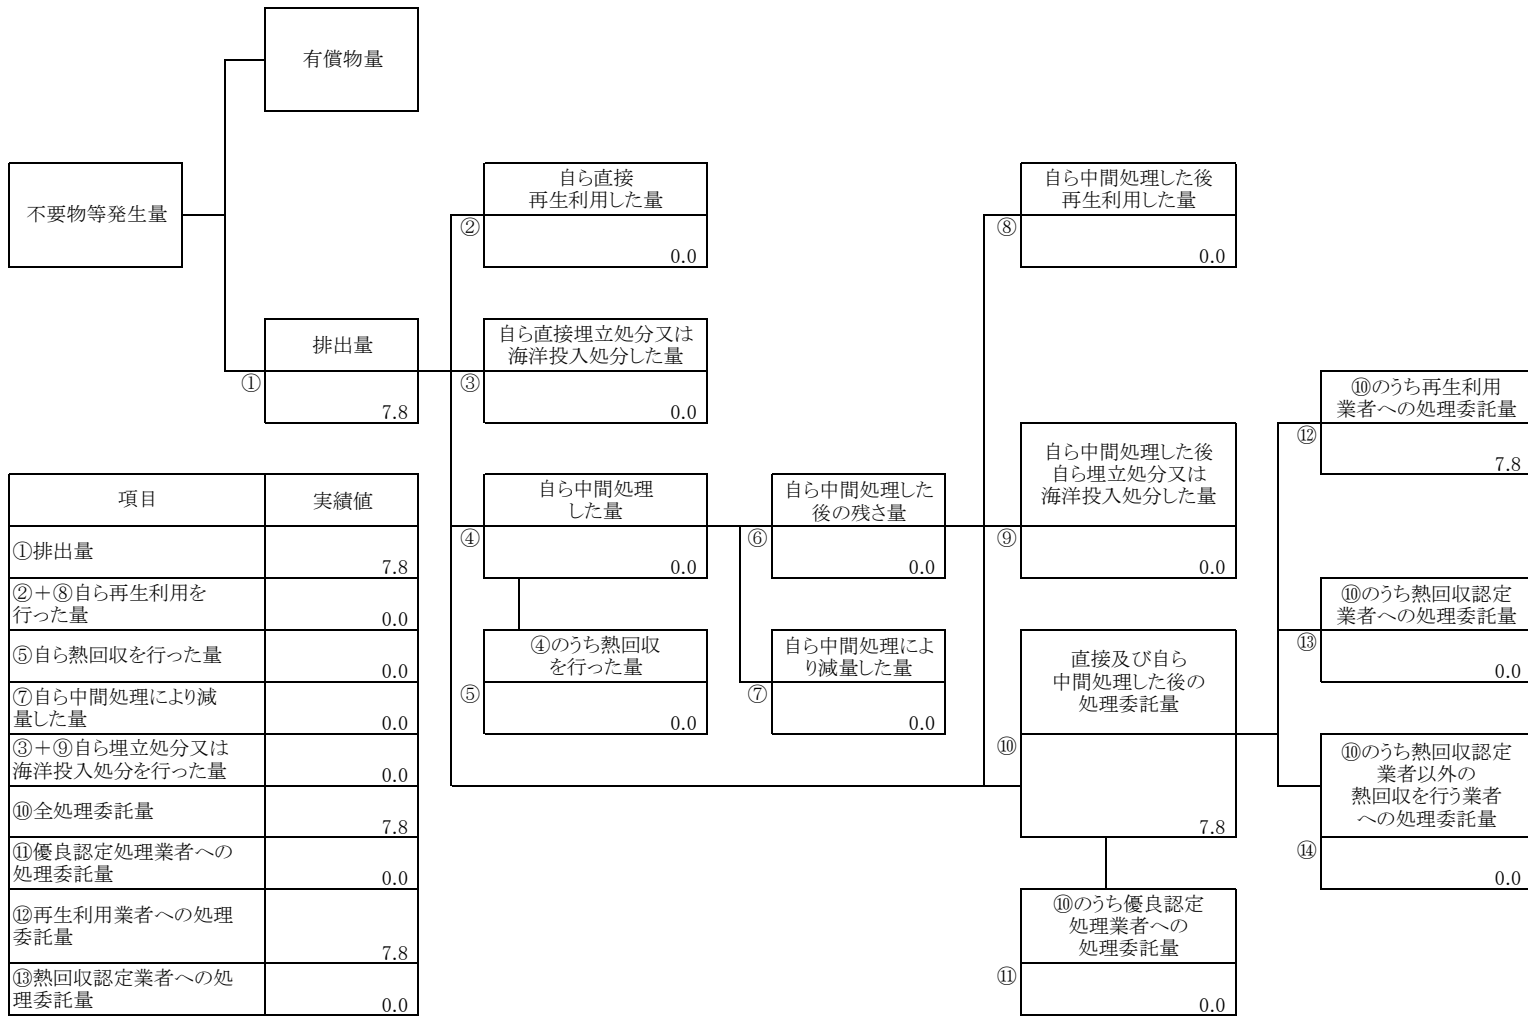 有償物量
不要物等発生量
自ら直接
再生利用した量
②
0.0
自ら中間処理した後
再生利用した量
⑧
0.0
排出量
①
7.8
自ら直接埋立処分又は
海洋投入処分した量
③
0.0
⑩のうち再生利用
業者への処理委託量
⑫
7.8
自ら中間処理した後
自ら埋立処分又は
海洋投入処分した量
⑨
0.0
自ら中間処理
した量
④
0.0
自ら中間処理した
後の残さ量
⑥
0.0
⑩のうち熱回収認定
業者への処理委託量
⑬
0.0
④のうち熱回収
を行った量
⑤
0.0
自ら中間処理によ
り減量した量
⑦
0.0
直接及び自ら
中間処理した後の
処理委託量
⑩
7.8
⑩のうち熱回収認定
業者以外の
熱回収を行う業者
への処理委託量
⑭
0.0
⑩のうち優良認定
処理業者への
処理委託量
⑪
0.0
項目 実績値
①排出量 7.8
②＋⑧自ら再生利用を
行った量 0.0
⑤自ら熱回収を行った量 0.0
⑦自ら中間処理により減
量した量 0.0
③＋⑨自ら埋立処分又は
海洋投入処分を行った量 0.0
⑩全処理委託量 7.8
⑪優良認定処理業者への
処理委託量 0.0
⑫再生利用業者への処理
委託量 7.8
⑬熱回収認定業者への処
理委託量 0.0